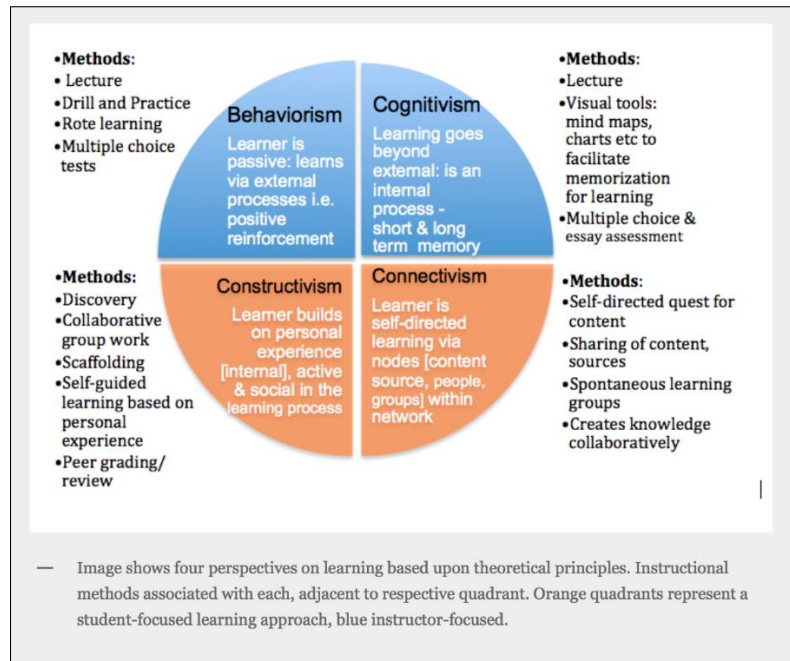 •Methods:
• Lecture
•Drill and Practice
•Rote learning
•Multiple choice
tests
Behaviorism
Learner is
passive: learns
via external
processes i.e.
positive
reinforcement
Cognitivism
Learning goes
beyond
external: is an
internal
process -
short & long
term memory
•Methods:
•Lecture
•Visual tools:
mind maps,
charts etc to
facilitate
memorization
for learning
•Multiple choice &
essay assessment
•Methods:
•Discovery
•Collaborative
group work
•Scaffolding
•Self-guided
learning based on
personal
experience
•Peer grading/
review
Constructivism
Learner builds
on personal
experience
[internal], active
& social in the
learning process
Connectivism
Learner is
self-directed
learning via
nodes [content
source, people,
groups] within
network
•Methods:
•Self-directed quest for
content
•Sharing of content,
sources
•Spontaneous learning
groups
•Creates knowledge
collaboratively
— Image shows four perspectives on learning based upon theoretical principles. Instructional
methods associated with each, adjacent to respective quadrant. Orange quadrants represent a
student-focused learning approach, blue instructor-focused.